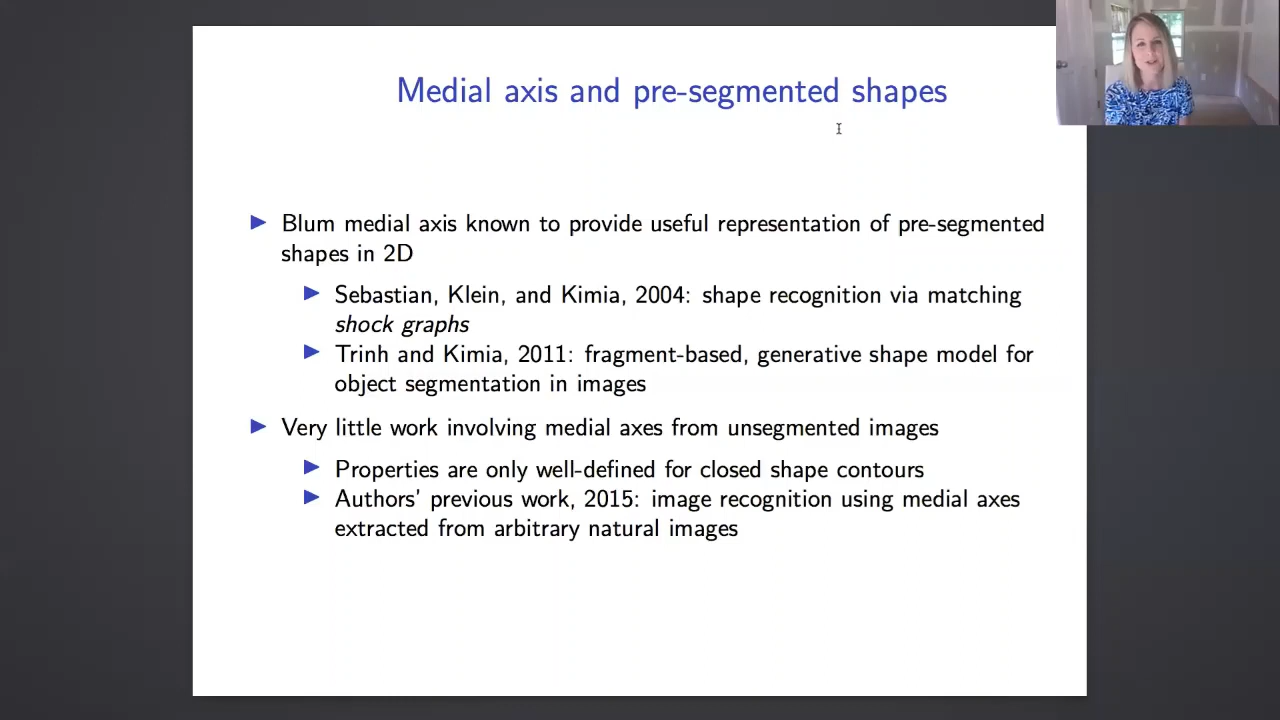 Medial axis and pre-segmented shapes
Blum medial axis known to provide useful representation of pre-segmented
shapes in 2D
Sebastian, Klein, and Kimia, 2004: shape recognition via matching
shock graphs
Trinh and Kimia, 2011: fragment-based, generative shape model for
object segmentation in images
Very little work involving medial axes from unsegmented images
Properties are only well-defined for closed shape contours
Authors' previous work, 2015: image recognition using medial axes
extracted from arbitrary natural images